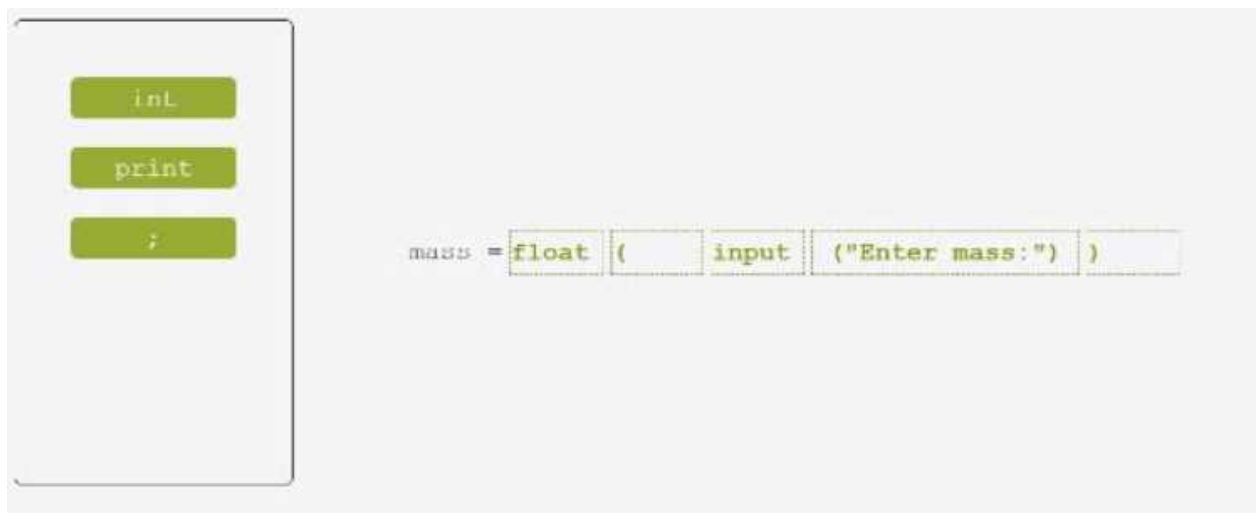 int
print
;
mass = float ( input ("Enter mass:") )